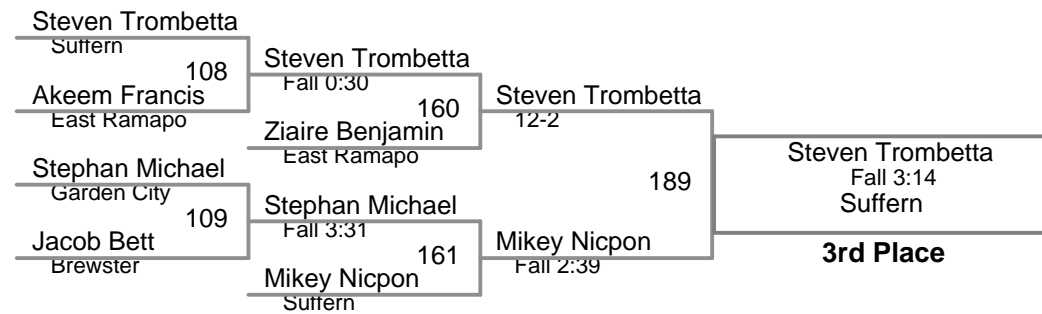 Steven Trombetta
Suffern
108
Akeem Francis
East Ramapo
Stephan Michael
Garden City
109
Jacob Bett
Brewster
Steven Trombetta
Fall 0:30
160
Ziaire Benjamin
East Ramapo
Stephan Michael
Fall 3:31
161
Mikey Nicpon
Suffern
Steven Trombetta
12-2
189
Mikey Nicpon
Fall 2:39
Steven Trombetta
Fall 3:14
Suffern
3rd Place